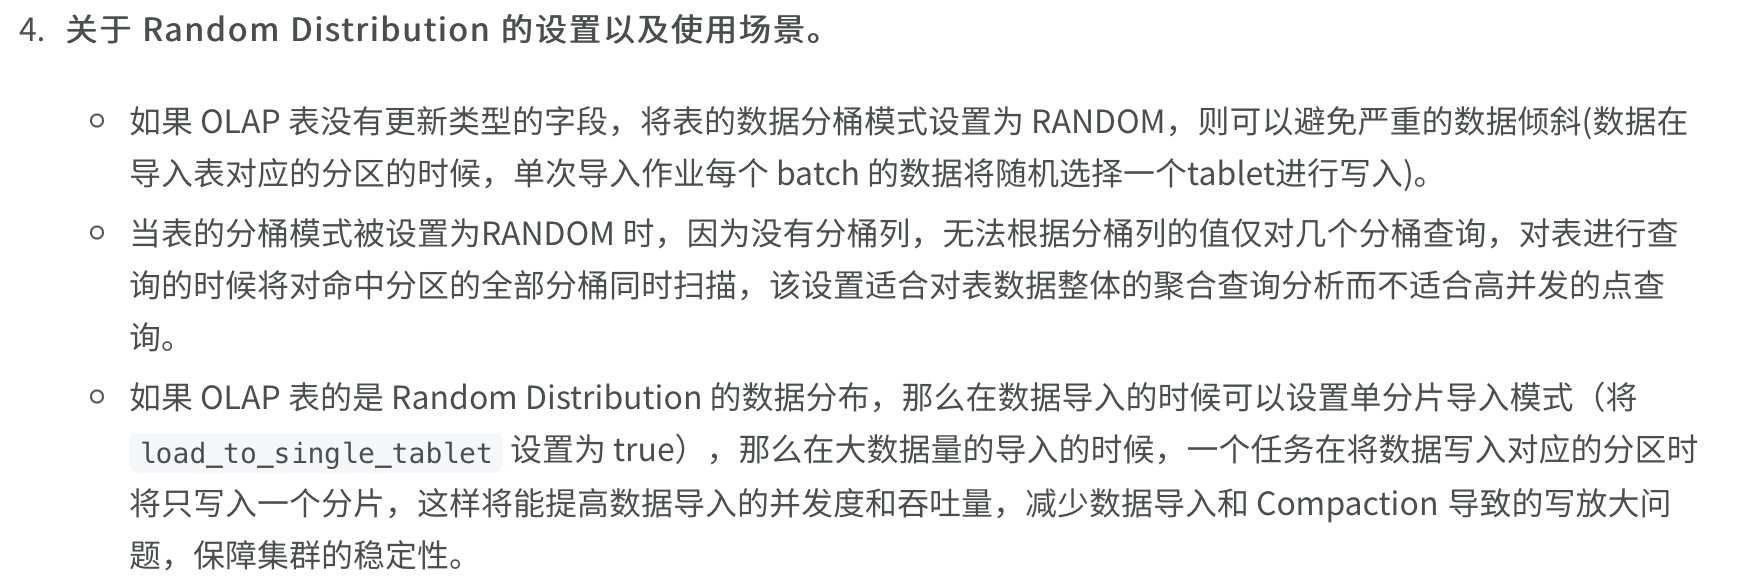 4. 关于 Random Distribution 的设置以及使用场景。
如果 OLAP 表没有更新类型的字段，将表的数据分桶模式设置为 RANDOM，则可以避免严重的数据倾斜(数据在
导入表对应的分区的时候，单次导入作业每个 batch 的数据将随机选择一个tablet进行写入)。
当表的分桶模式被设置为RANDOM 时，因为没有分桶列，无法根据分桶列的值仅对几个分桶查询，对表进行查
询的时候将对命中分区的全部分桶同时扫描，该设置适合对表数据整体的聚合查询分析而不适合高并发的点查
询。
如果 OLAP 表的是 Random Distribution 的数据分布，那么在数据导入的时候可以设置单分片导入模式（将
load_to_single_tablet 设置为 true），那么在大数据量的导入的时候，一个任务在将数据写入对应的分区时
将只写入一个分片，这样将能提高数据导入的并发度和吞吐量，减少数据导入和 Compaction 导致的写放大问
题，保障集群的稳定性。